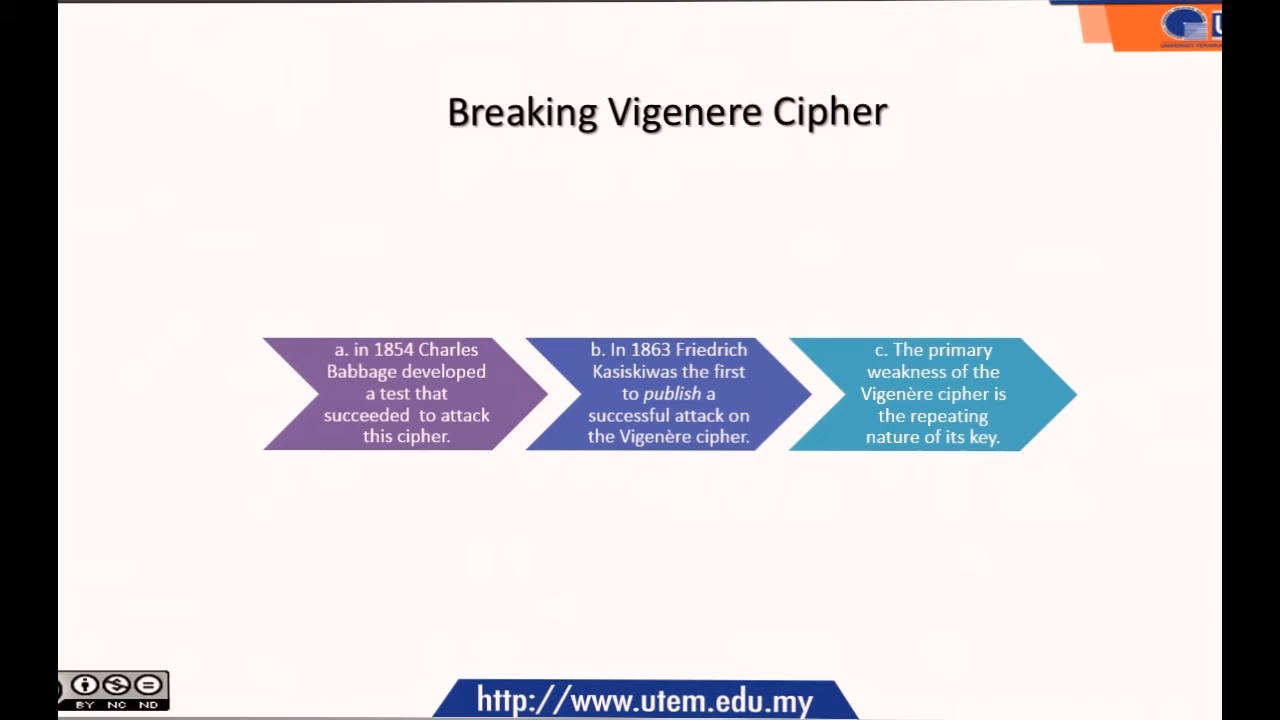 Breaking Vigenere Cipher
a. in 1854 Charles
Babbage developed
a test that
succeeded to attack
this cipher.
b. In 1863 Friedrich
Kasiskiwas the first
to publish a
successful attack on
the Vigenère cipher.
c. The primary
weakness of the
Vigenère cipher is
the repeating
nature of its key.
BY NC ND
http://www.utem.edu.my